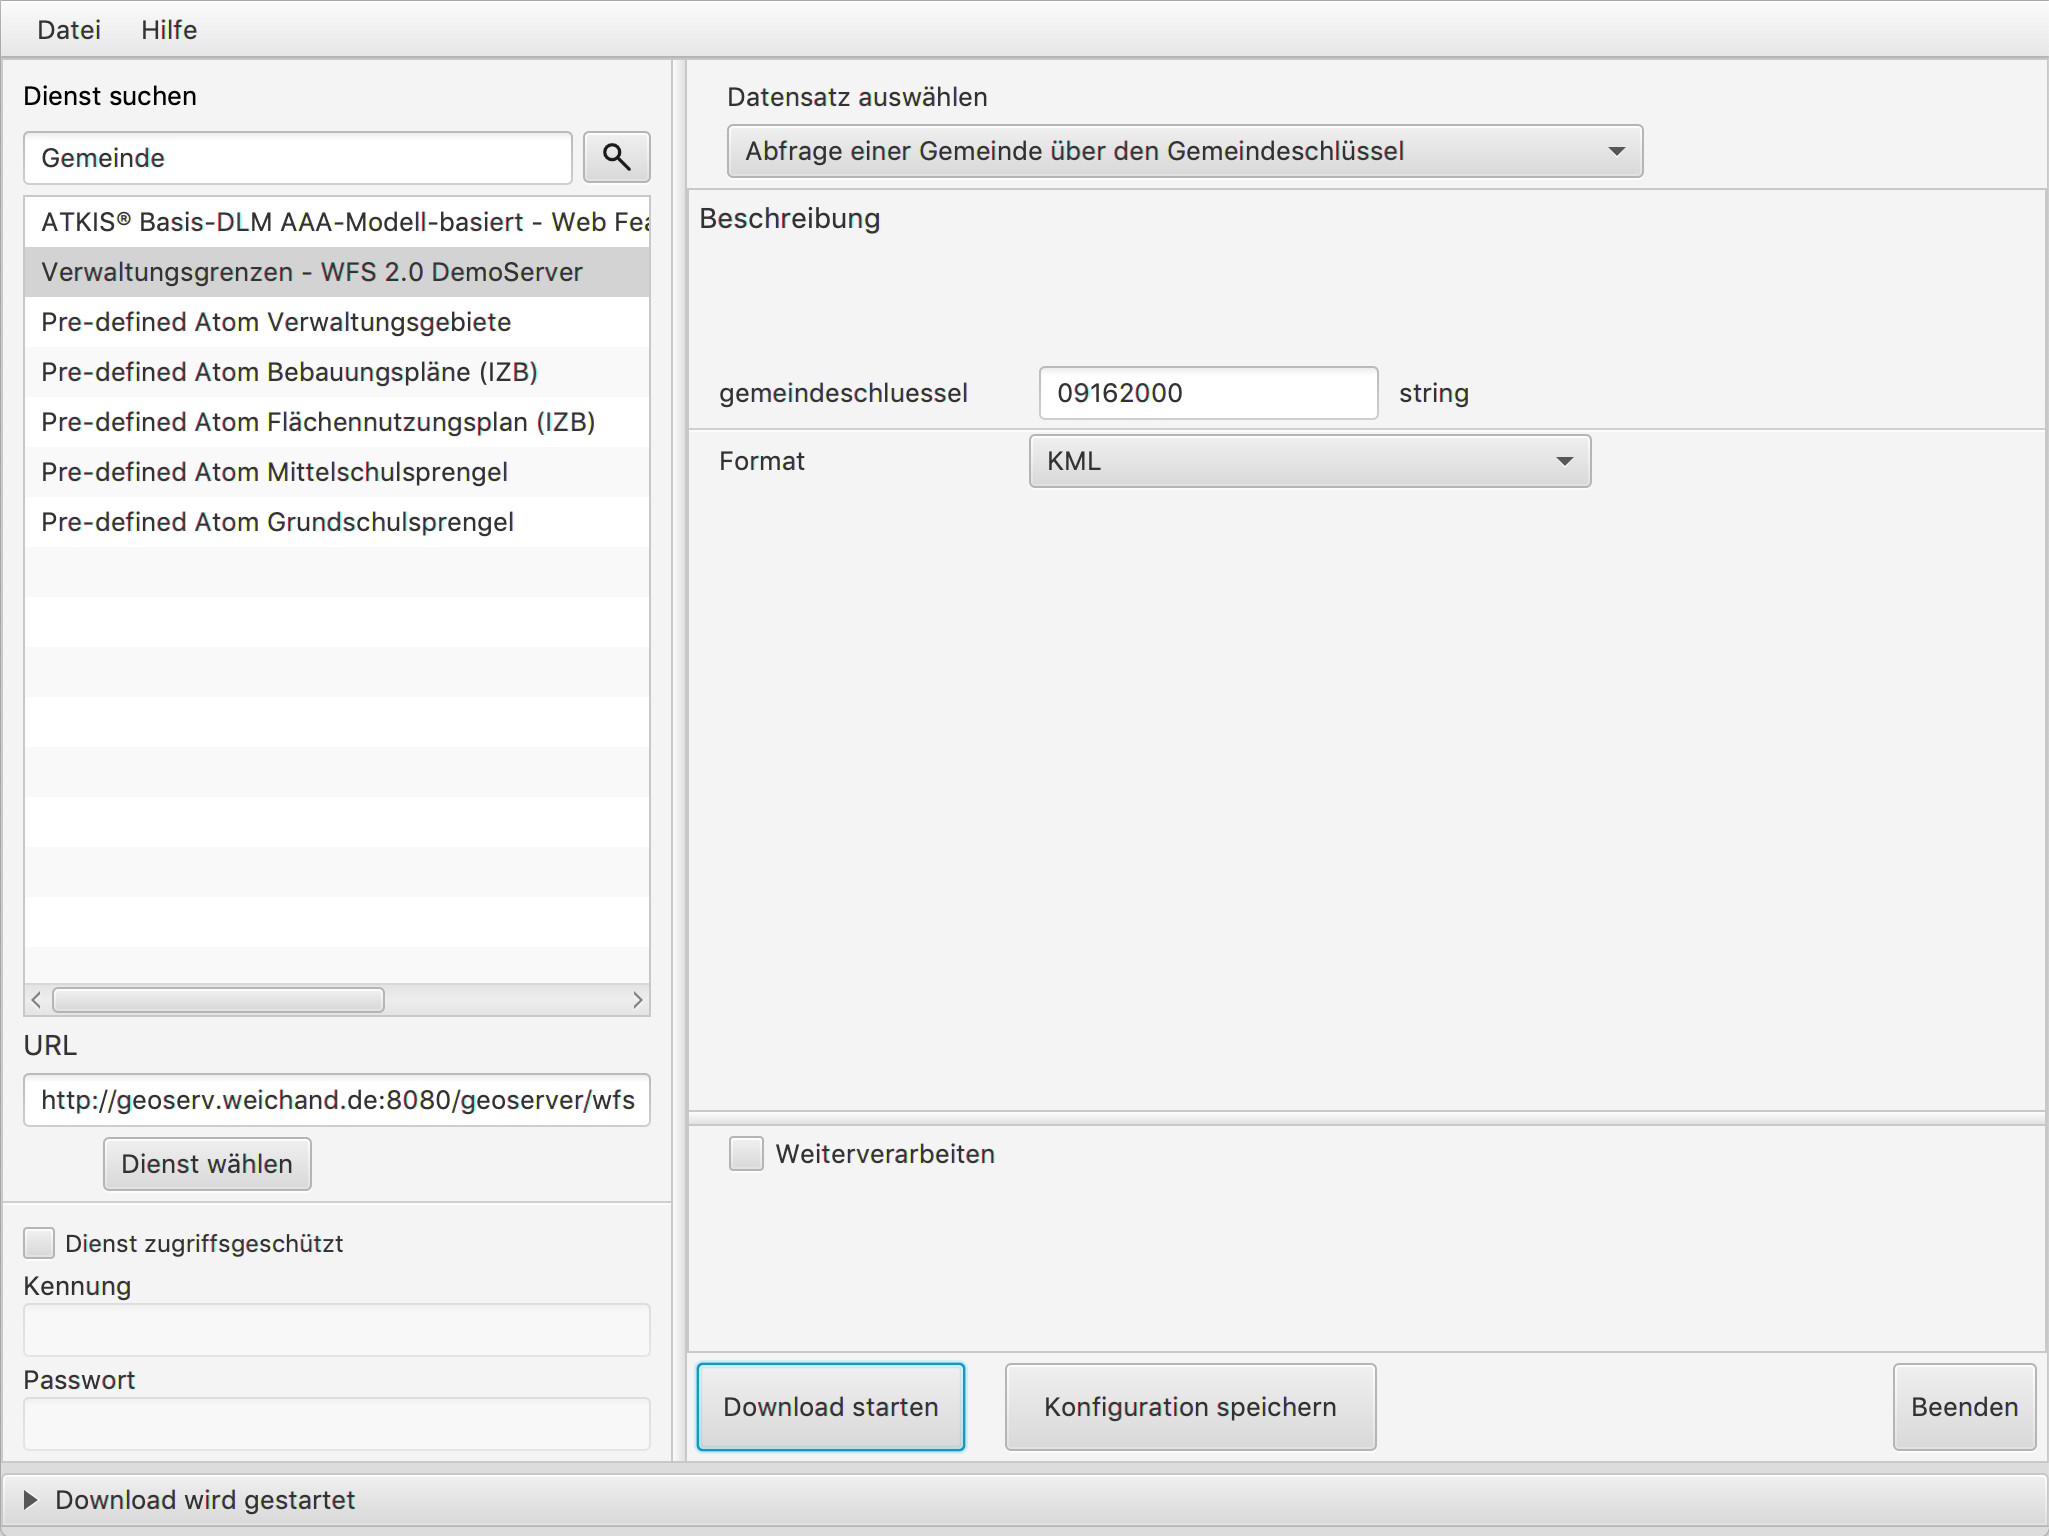 Datei Hilfe
Dienst suchen
Gemeinde
ATKIS® Basis-DLM AAA-Modell-basiert - Web Fea
Verwaltungsgrenzen - WFS 2.0 DemoServer
Pre-defined Atom Verwaltungsgebiete
Pre-defined Atom Bebauungspläne (IZB)
Pre-defined Atom Flächennutzungsplan (IZB)
Pre-defined Atom Mittelschulsprengel
Pre-defined Atom Grundschulsprengel
URL
http://geoserv.weichand.de:8080/geoserver/wfs
Dienst wählen
Dienst zugriffsgeschützt
Kennung
Passwort
Datensatz auswählen
Abfrage einer Gemeinde über den Gemeindeschlüssel
Beschreibung
gemeindeschluessel 09162000 string
Format KML
Weiterverarbeiten
Download starten Konfiguration speichern Beenden
Download wird gestartet